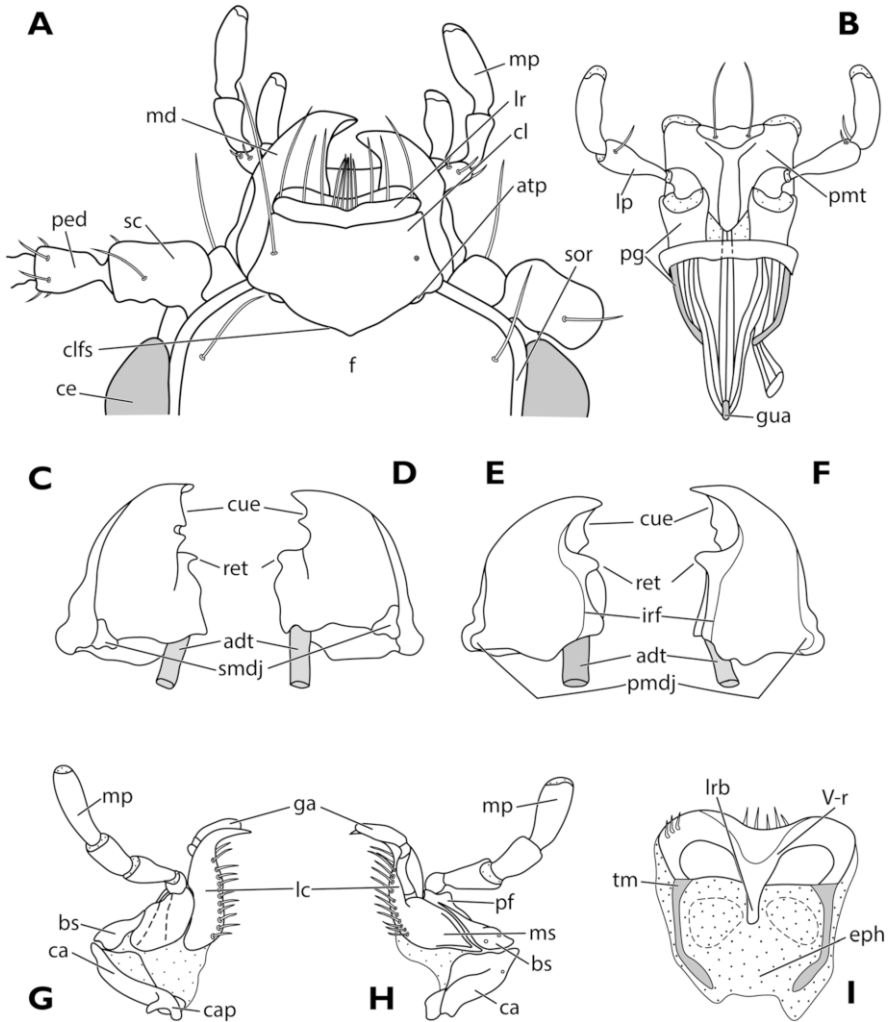 A
B
mp
lr
md
cl
atp
ped
sc
sor
lp
pmt
pg
clfs
f
ce
gua
C
D
E
F
cue
cue
ret
ret
irf
adt
adt
smdj
pmdj
mp
ga
mp
lrb
V-r
tm
lc
pf
bs
ms
eph
ca
bs
cap
ca
G
H
I